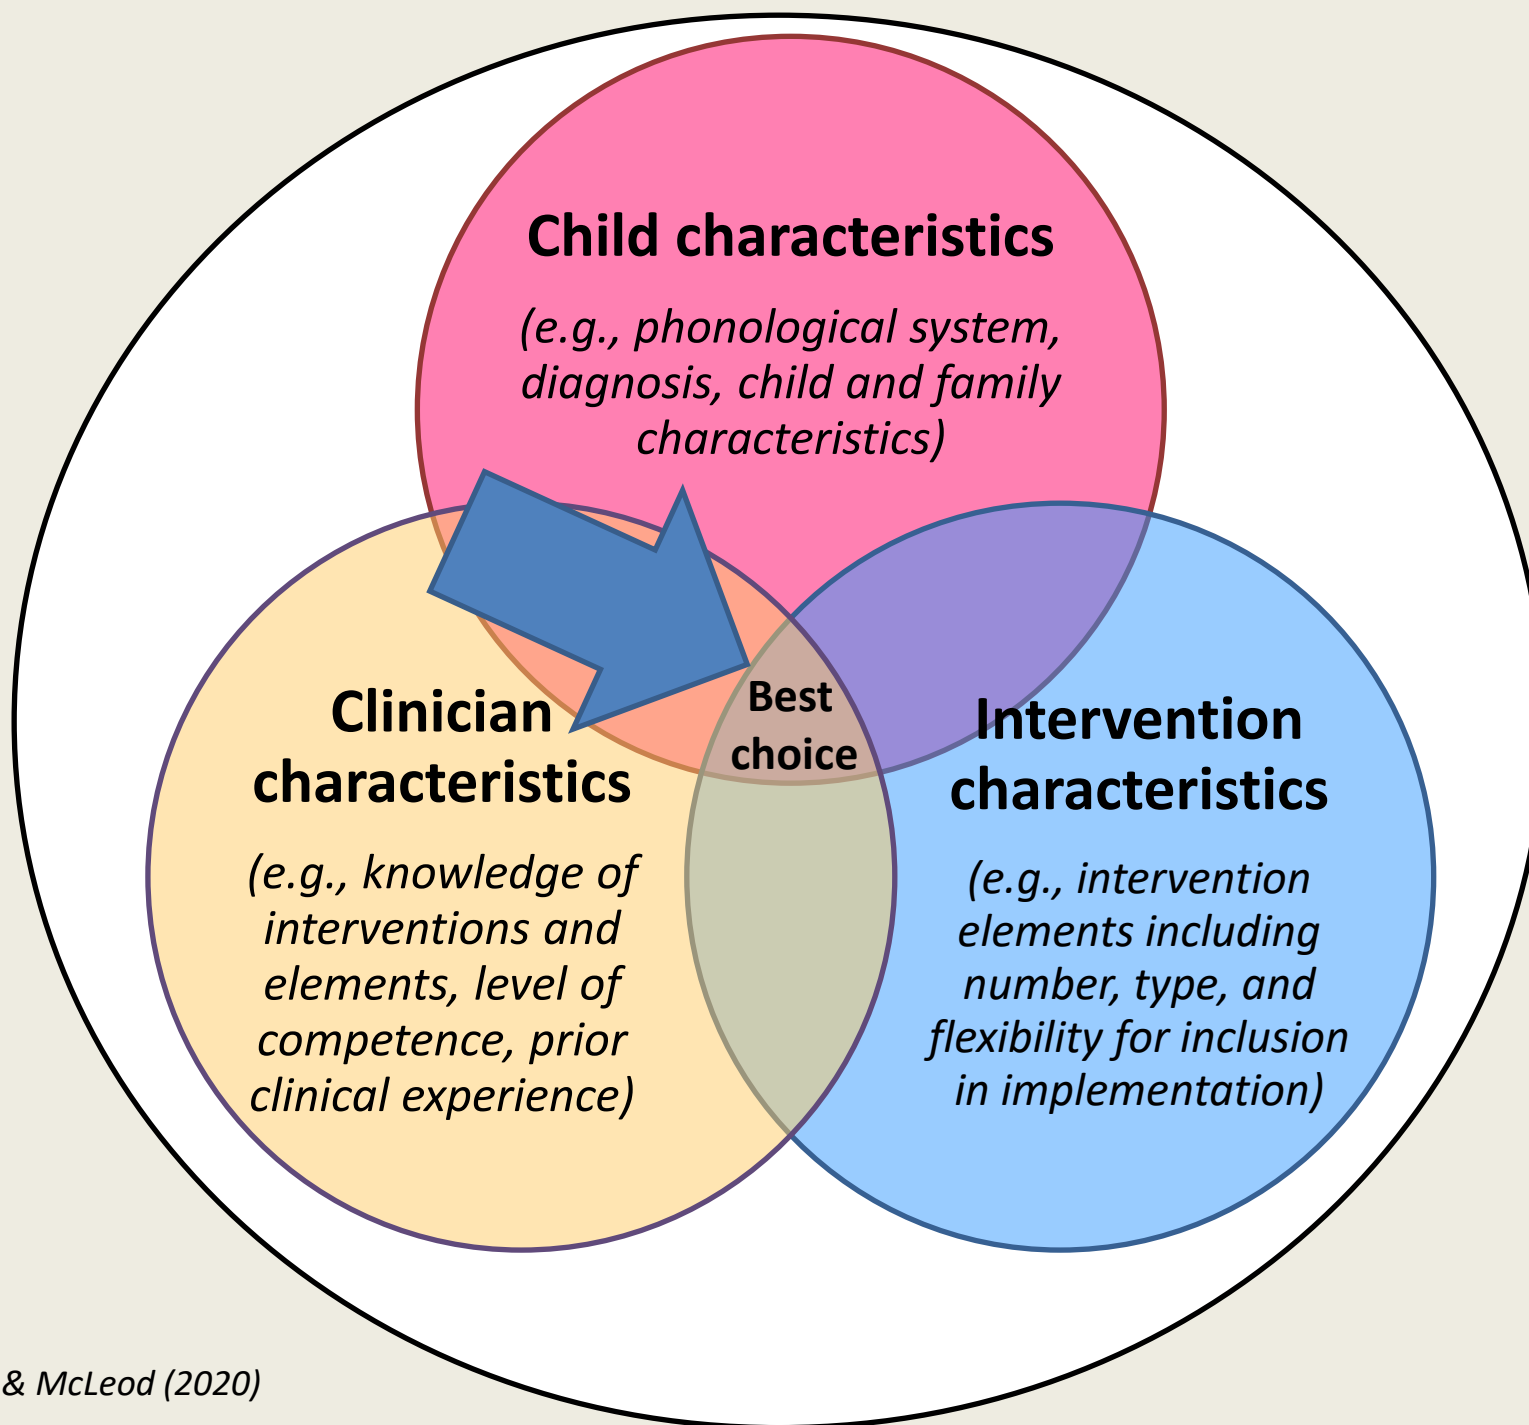 Child characteristics
(e.g., phonological system,
diagnosis, child and family
characteristics)
Clinician
characteristics
(e.g., knowledge of
interventions and
elements, level of
competence, prior
clinical experience)
Best
choice
Intervention
characteristics
(e.g., intervention
elements including
number, type, and
flexibility for inclusion
in implementation)
& McLeod (2020)